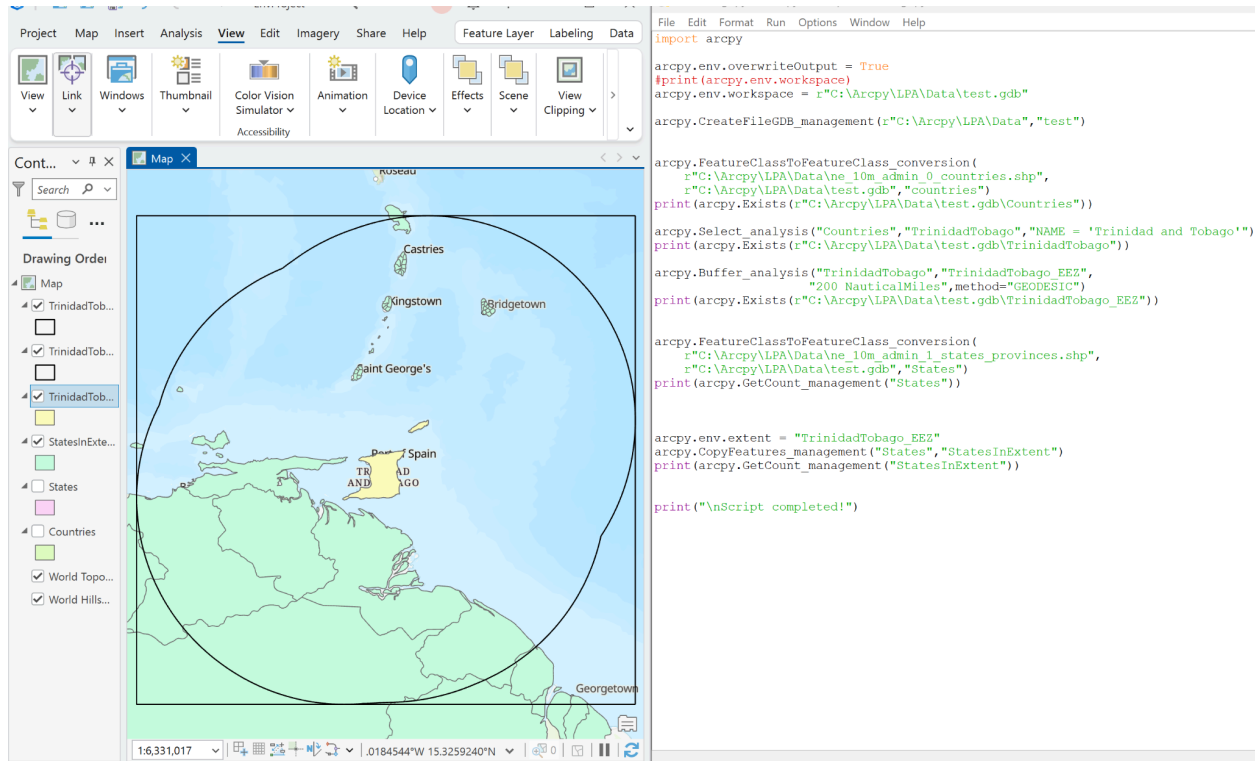 Project Map Insert Analysis View Edit Imagery Share Help Feature Layer Labeling Data
View Link Windows Thumbnail Color Vision Simulator Animation Device Location Effects Scene View Clipping
Accessibility
Cont...
Search
...
Drawing Order
Map
TrinidadTob...
TrinidadTob...
TrinidadTob...
StatesInExte...
States
Countries
World Topo...
World Hills...
Map
Roseau
Castries
Kingstown
Bridgetown
Saint George's
Spain
TR AD
AND AGO
Georgetown
1:6,331,017
.0184544°W 15.3259240°N
0
File Edit Format Run Options Window Help
import arcpy
arcpy.env.overwriteOutput = True
#print(arcpy.env.workspace)
arcpy.env.workspace = r"C:\Arcpy\LPA\Data\test.gdb"
arcpy.CreateFileGDB_management(r"C:\Arcpy\LPA\Data","test")
arcpy.FeatureClassToFeatureClass_conversion(
r"C:\Arcpy\LPA\Data\ne_10m_admin_0_countries.shp",
r"C:\Arcpy\LPA\Data\test.gdb","countries")
print(arcpy.Exists(r"C:\Arcpy\LPA\Data\test.gdb\Countries"))
arcpy.Select_analysis("Countries","TrinidadTobago","NAME = 'Trinidad and Tobago'")
print(arcpy.Exists(r"C:\Arcpy\LPA\Data\test.gdb\TrinidadTobago"))
arcpy.Buffer_analysis("TrinidadTobago","TrinidadTobago_EEZ",
"200 NauticalMiles",method="GEODESIC")
print(arcpy.Exists(r"C:\Arcpy\LPA\Data\test.gdb\TrinidadTobago_EEZ"))
arcpy.FeatureClassToFeatureClass_conversion(
r"C:\Arcpy\LPA\Data\ne_10m_admin_1_states_provinces.shp",
r"C:\Arcpy\LPA\Data\test.gdb","States")
print(arcpy.GetCount_management("States"))
arcpy.env.extent = "TrinidadTobago_EEZ"
arcpy.CopyFeatures_management("States","StatesInExtent")
print(arcpy.GetCount_management("StatesInExtent"))
print("\nScript completed!")